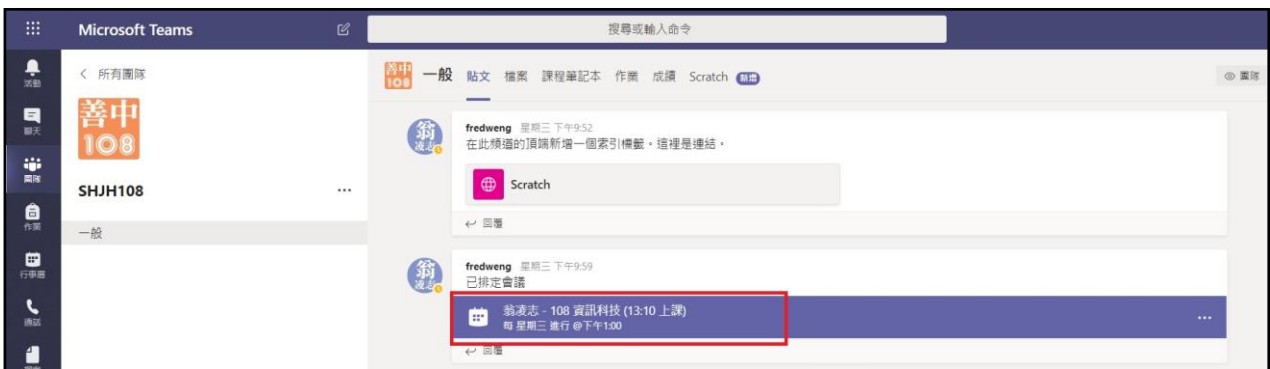 Microsoft Teams
搜尋或輸入命令
活動
聊天
團隊
作業
行事曆
通話
檔案
所有團隊
善中
108
SHJH108
一般
善中
108
一般 貼文 檔案 課程筆記本 作業 成績 Scratch 新增
團隊
翁
凌志
fredweng 星期三 下午9:52
在此頻道的頂端新增一個索引標籤。這裡是連結。
Scratch
回覆
翁
凌志
fredweng 星期三 下午9:59
已排定會議
翁凌志 - 108 資訊科技 (13:10 上課)
每 星期三 進行 @下午1:00
回覆